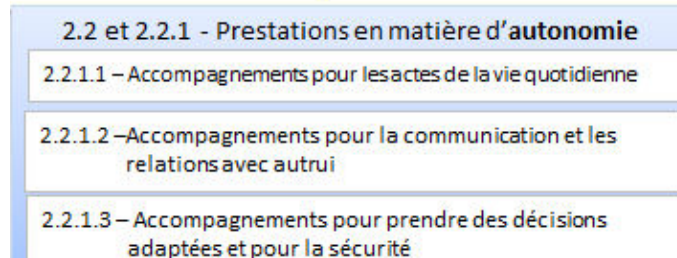 2.2 et 2.2.1 - Prestations en matière d'autonomie
2.2.1.1 – Accompagnements pour les actes de la vie quotidienne
2.2.1.2 –Accompagnements pour la communication et les
relations avec autrui
2.2.1.3 – Accompagnements pour prendre des décisions
adaptées et pour la sécurité